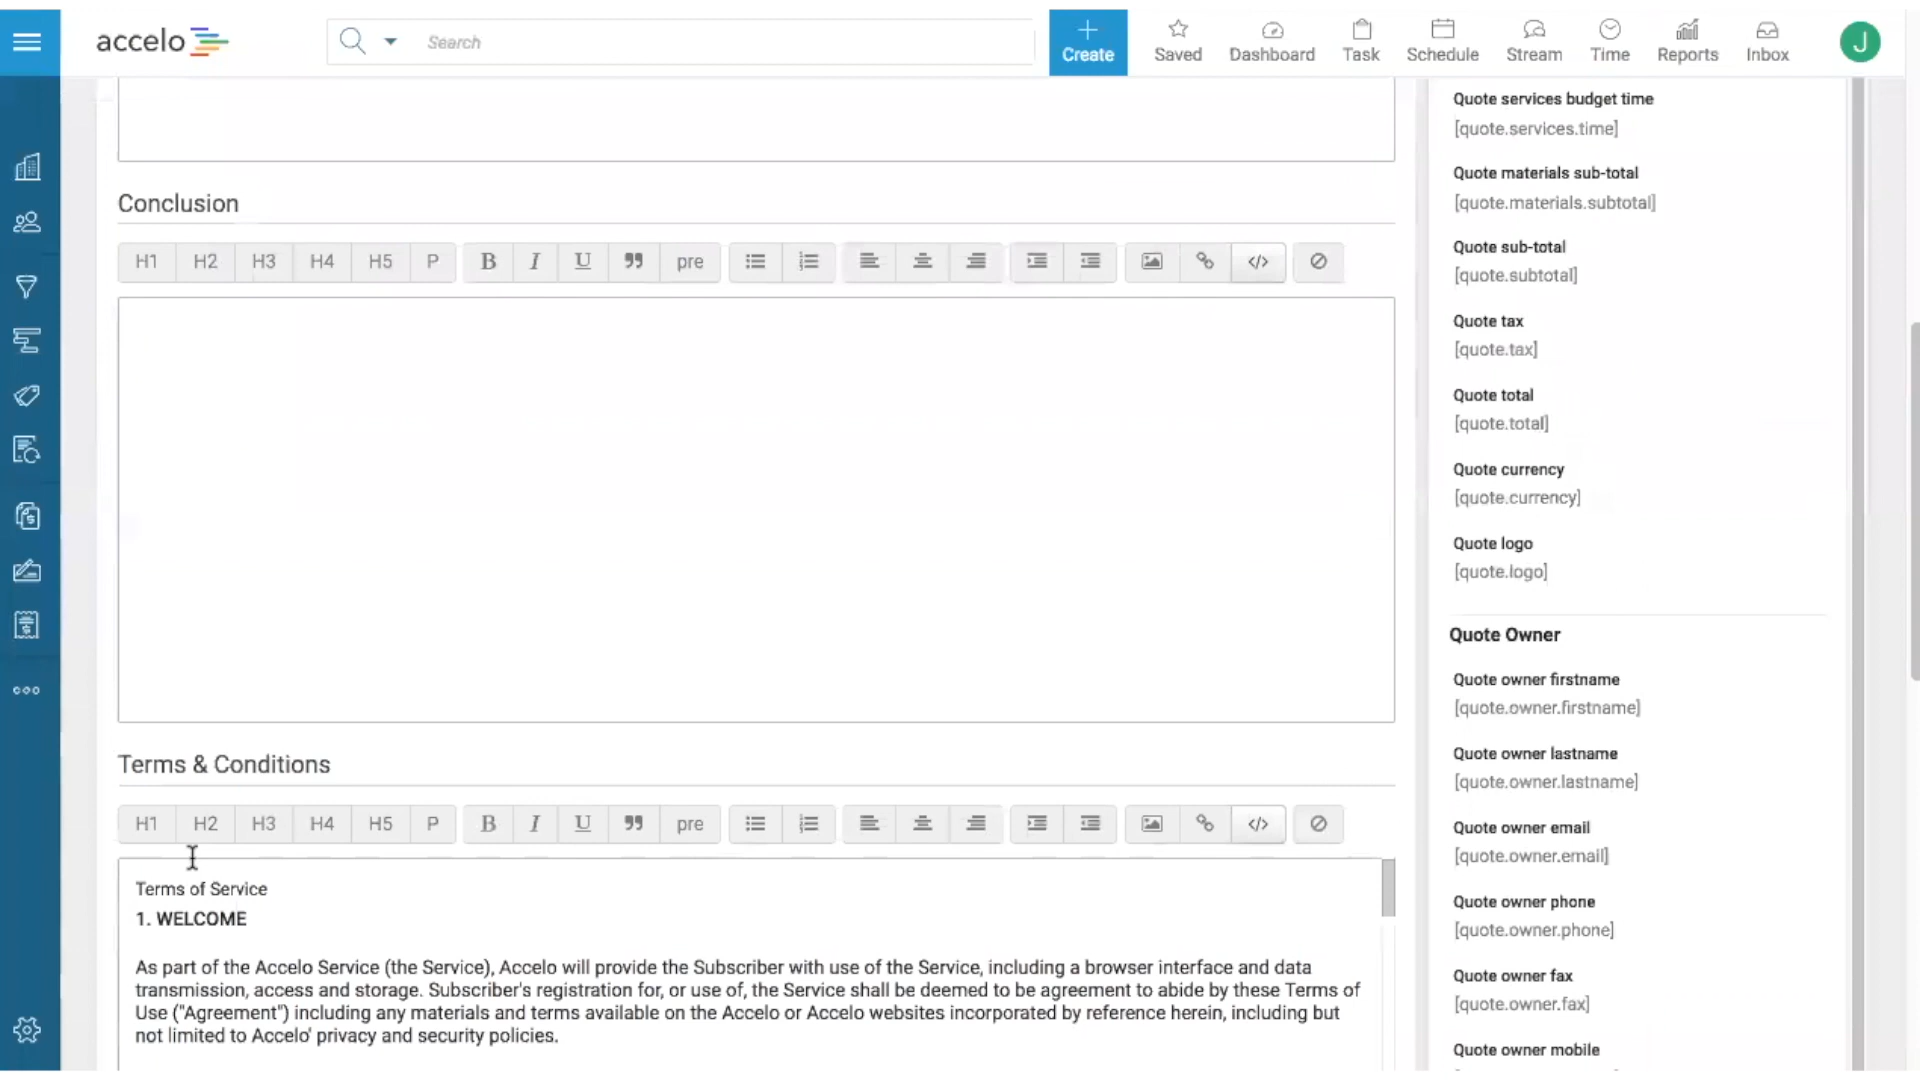 accelo
Search
Create
Saved
Dashboard
Task
Schedule
Stream
Time
Reports
Inbox
J
Conclusion
H1 H2 H3 H4 H5 P B I U pre
Terms & Conditions
H1 H2 H3 H4 H5 P B I U pre
Terms of Service
1. WELCOME
As part of the Accelo Service (the Service), Accelo will provide the Subscriber with use of the Service, including a browser interface and data
transmission, access and storage. Subscriber's registration for, or use of, the Service shall be deemed to be agreement to abide by these Terms of
Use ("Agreement") including any materials and terms available on the Accelo or Accelo websites incorporated by reference herein, including but
not limited to Accelo' privacy and security policies.
Quote services budget time
[quote.services.time]
Quote materials sub-total
[quote.materials.subtotal]
Quote sub-total
[quote.subtotal]
Quote tax
[quote.tax]
Quote total
[quote.total]
Quote currency
[quote.currency]
Quote logo
[quote.logo]
Quote Owner
Quote owner firstname
[quote.owner.firstname]
Quote owner lastname
[quote.owner.lastname]
Quote owner email
[quote.owner.email]
Quote owner phone
[quote.owner.phone]
Quote owner fax
[quote.owner.fax]
Quote owner mobile